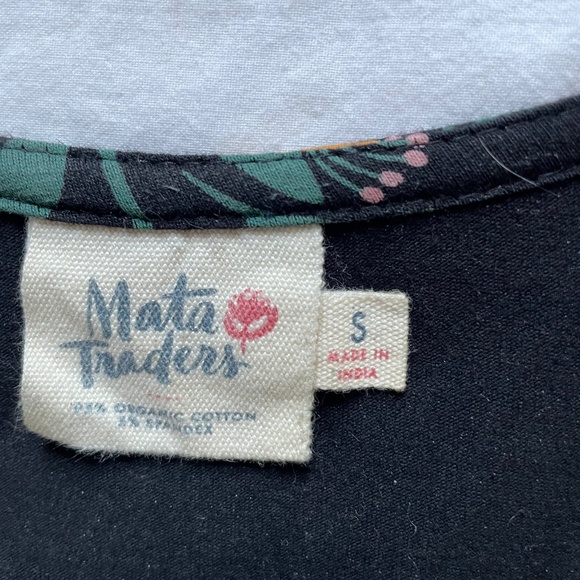 Mata
Traders
95% ORGANIC COTTON
5% SPANDEX
S
MADE IN
INDIA